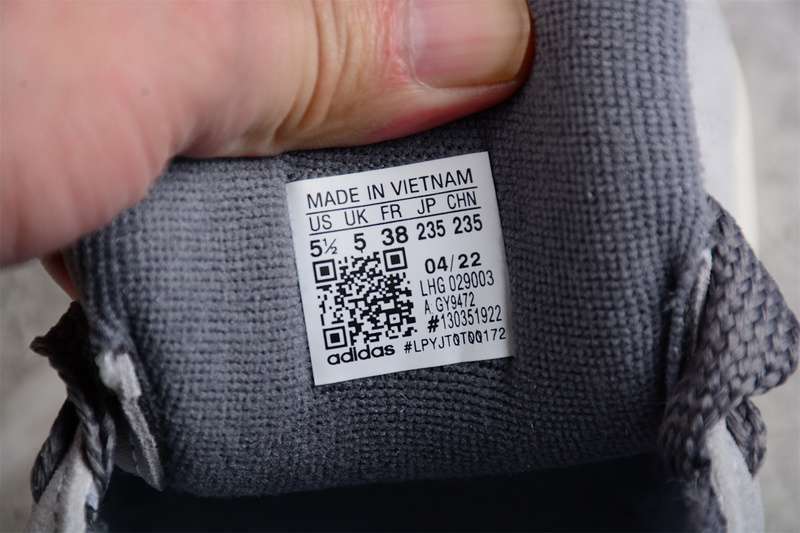 MADE IN VIETNAM
US UK FR JP CHN
5½ 5 38 235 235
04/22
LHG 029003
A GY9472
#130351922
adidas #LPYJT0T00172